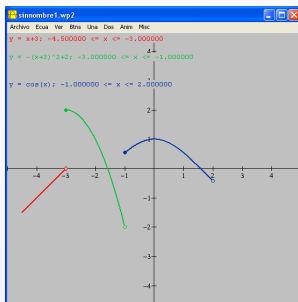 sinnombre1.wp2
Archivo Ecua Ver Btns Una Dos Anim Misc
y = x+3; -4.500000 <= x <= -3.000000
4
y = -(x+3)^2+2; -3.000000 <= x <= -1.000000
3
y = cos(x); -1.000000 <= x <= 2.000000
2
1
-4 -3 -2 -1 1 2 3 4
-1
-2
-3
-4